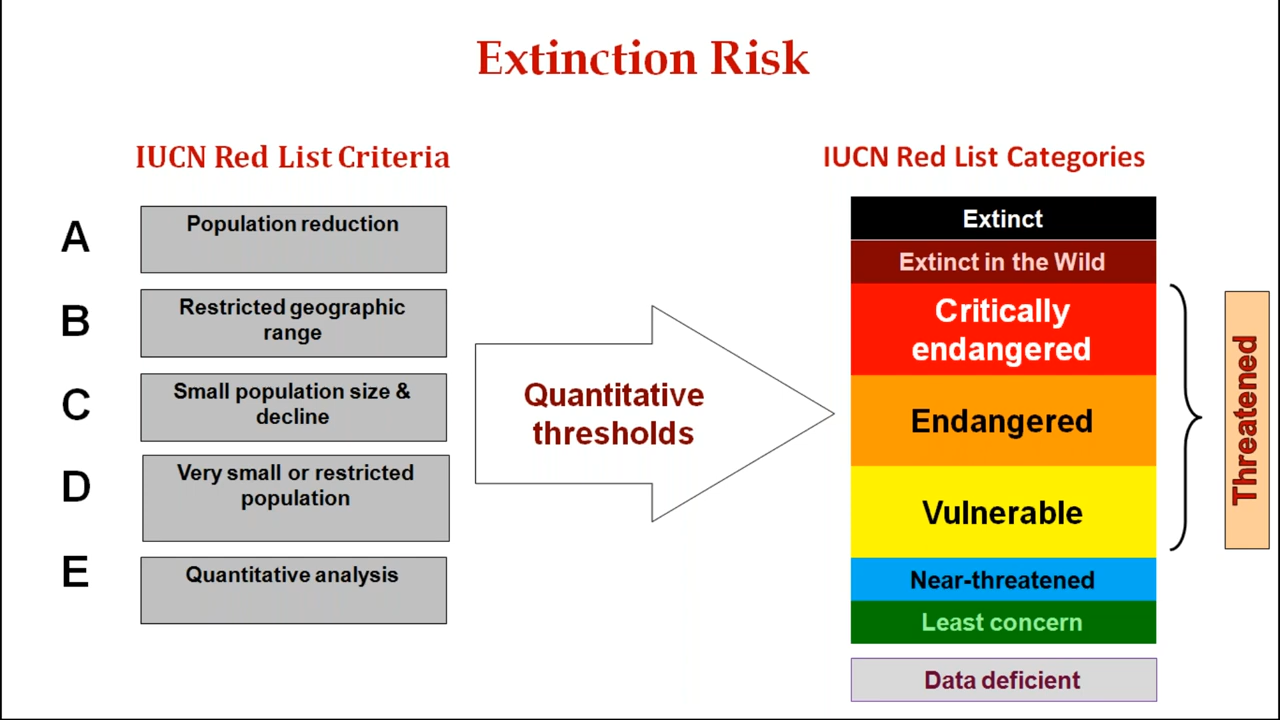 Extinction Risk
IUCN Red List Criteria
A
Population reduction
B
Restricted geographic
range
C
Small population size &
decline
D
Very small or restricted
population
E
Quantitative analysis
Quantitative
thresholds
IUCN Red List Categories
Extinct
Extinct in the Wild
Critically
endangered
Endangered
Vulnerable
Near-threatened
Least concern
Data deficient
Threatened